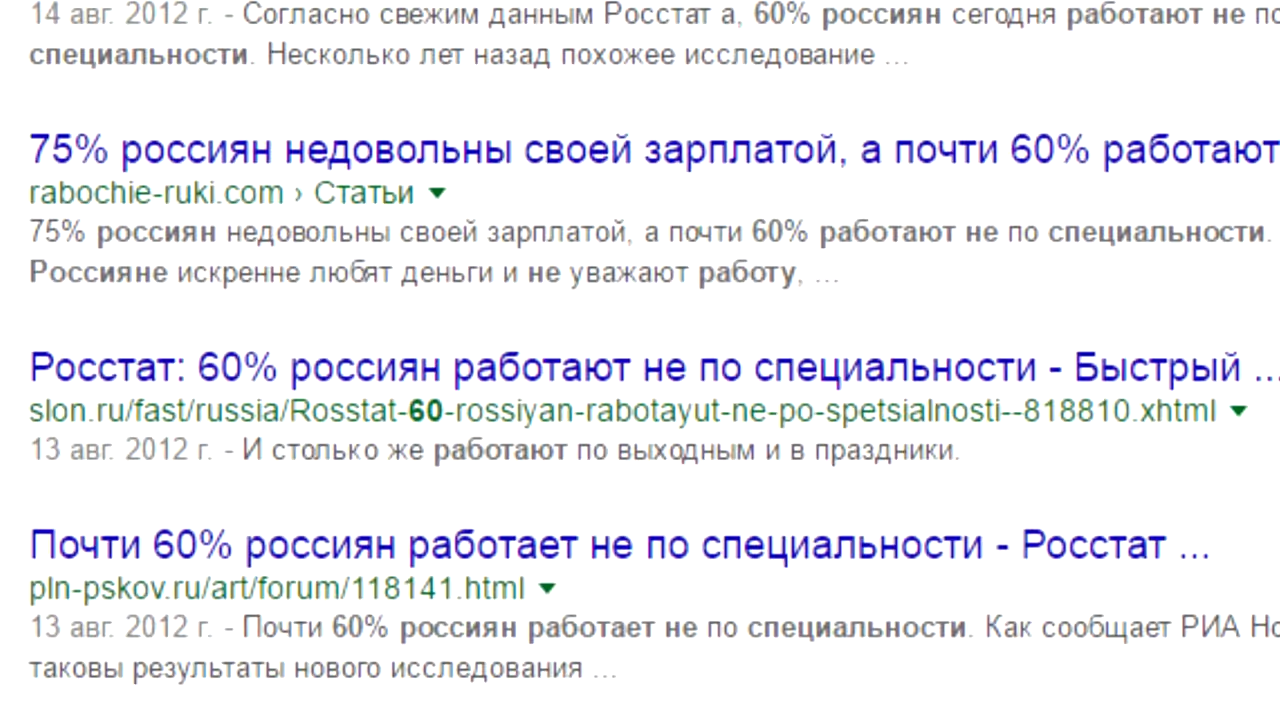 14 авг. 2012 г. - Согласно свежим данным Росстат а, 60% россиян сегодня работают не по
специальности. Несколько лет назад похожее исследование ...
75% россиян недовольны своей зарплатой, а почти 60% работают
rabochie-ruki.com › Статьи
75% россиян недовольны своей зарплатой, а почти 60% работают не по специальности.
Россияне искренне любят деньги и не уважают работу, ...
Росстат: 60% россиян работают не по специальности - Быстрый ...
slon.ru/fast/russia/Rosstat-60-rossiyan-rabotayut-ne-po-spetsialnosti--818810.xhtml
13 авг. 2012 г. - И столько же работают по выходным и в праздники.
Почти 60% россиян работает не по специальности - Росстат ...
pln-pskov.ru/art/forum/118141.html
13 авг. 2012 г. - Почти 60% россиян работает не по специальности. Как сообщает РИА Но
таковы результаты нового исследования ...